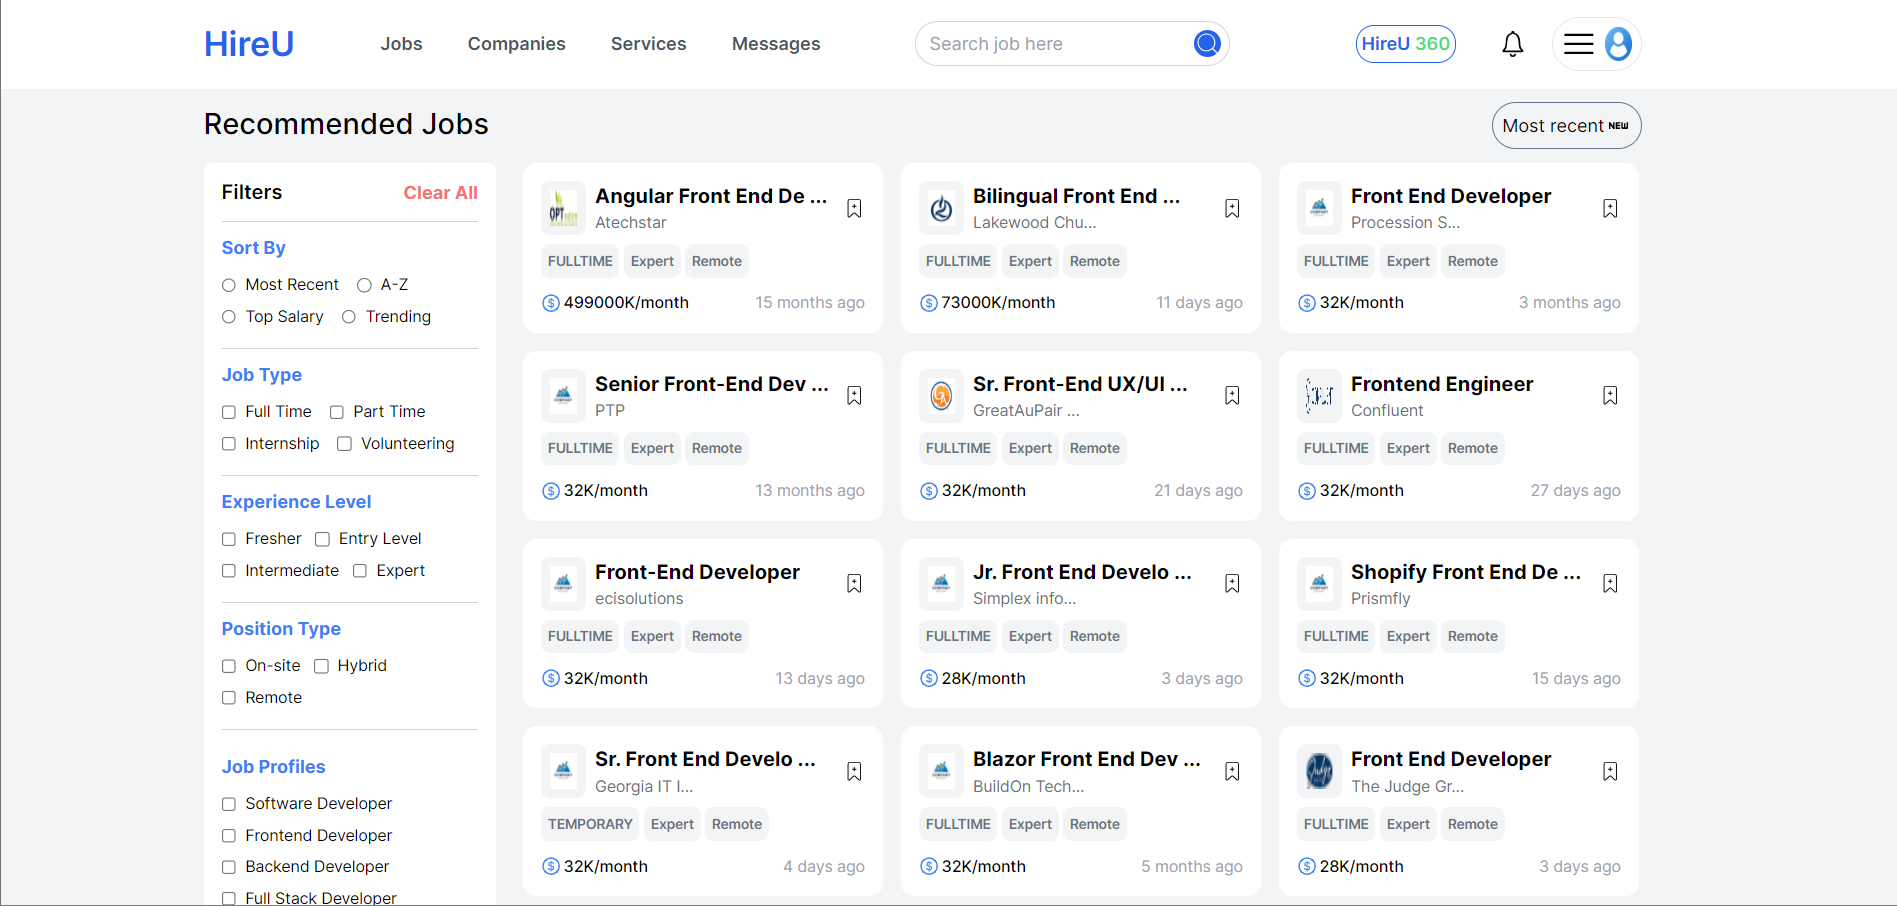 HireU
Jobs
Companies
Services
Messages
Search job here
HireU 360
Recommended Jobs
Most recent NEW
Filters
Clear All
Sort By
Most Recent
A-Z
Top Salary
Trending
Job Type
Full Time
Part Time
Internship
Volunteering
Experience Level
Fresher
Entry Level
Intermediate
Expert
Position Type
On-site
Hybrid
Remote
Job Profiles
Software Developer
Frontend Developer
Backend Developer
Full Stack Developer
Angular Front End De ...
Atechstar
FULLTIME
Expert
Remote
499000K/month
15 months ago
Bilingual Front End ...
Lakewood Chu...
FULLTIME
Expert
Remote
73000K/month
11 days ago
Front End Developer
Procession S...
FULLTIME
Expert
Remote
32K/month
3 months ago
Senior Front-End Dev ...
PTP
FULLTIME
Expert
Remote
32K/month
13 months ago
Sr. Front-End UX/UI ...
GreatAuPair ...
FULLTIME
Expert
Remote
32K/month
21 days ago
Frontend Engineer
Confluent
FULLTIME
Expert
Remote
32K/month
27 days ago
Front-End Developer
ecisolutions
FULLTIME
Expert
Remote
32K/month
13 days ago
Jr. Front End Develo ...
Simplex info...
FULLTIME
Expert
Remote
28K/month
3 days ago
Shopify Front End De ...
Prismfly
FULLTIME
Expert
Remote
32K/month
15 days ago
Sr. Front End Develo ...
Georgia IT I...
TEMPORARY
Expert
Remote
32K/month
4 days ago
Blazor Front End Dev ...
BuildOn Tech...
FULLTIME
Expert
Remote
32K/month
5 months ago
Front End Developer
The Judge Gr...
FULLTIME
Expert
Remote
28K/month
3 days ago